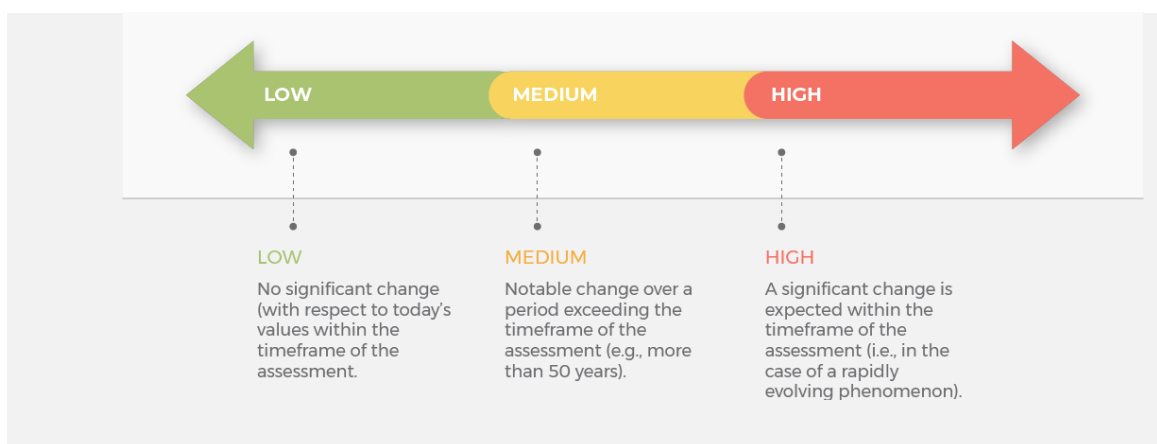 LOW
MEDIUM
HIGH
LOW
No significant change
(with respect to today's
values within the
timeframe of the
assessment.
MEDIUM
Notable change over a
period exceeding the
timeframe of the
assessment (e.g., more
than 50 years).
HIGH
A significant change is
expected within the
timeframe of the
assessment (i.e., in the
case of a rapidly
evolving phenomenon).